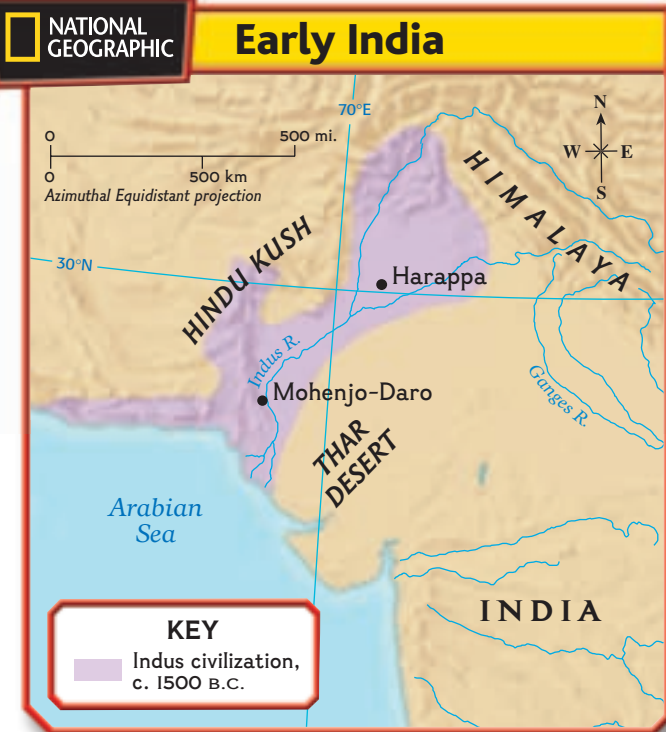 NATIONAL
GEOGRAPHIC
Early India
70°E
N
W E
S
0 500 mi.
0 500 km
Azimuthal Equidistant projection
HIMALAYA
HINDU KUSH
30°N
Harappa
Indus R.
Mohenjo-Daro
Ganges R.
THAR
DESERT
Arabian
Sea
INDIA
KEY
Indus civilization,
c. 1500 B.C.